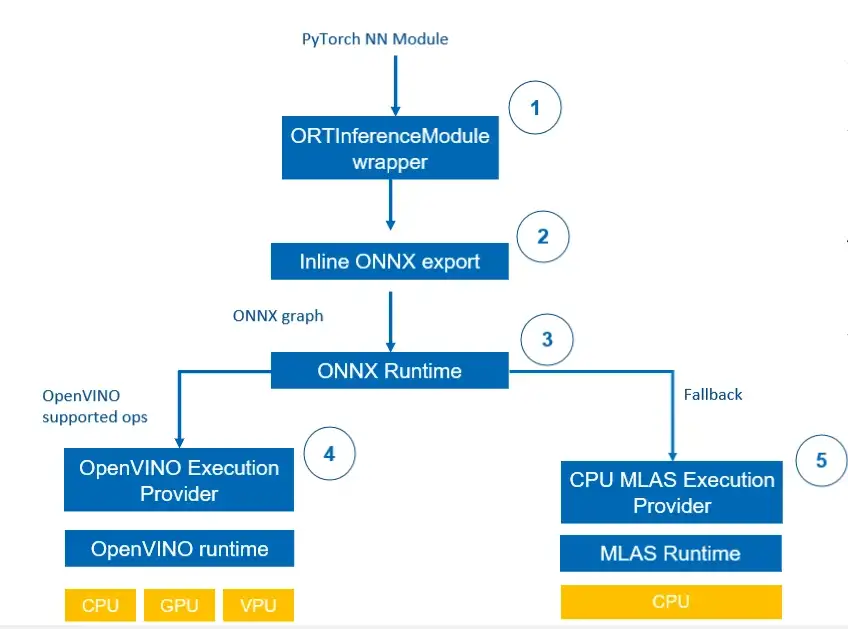 PyTorch NN Module
1
ORTInferenceModule
wrapper
2
Inline ONNX export
ONNX graph
3
ONNX Runtime
OpenVINO
supported ops
Fallback
4
OpenVINO Execution
Provider
5
CPU MLAS Execution
Provider
OpenVINO runtime
MLAS Runtime
CPU
GPU
VPU
CPU